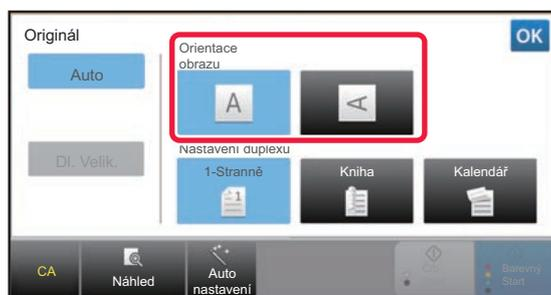 Originál
OK
Orientace
obrazu
Auto
A
A
Nastavení duplexu
Dl. Velik.
1-Stranně
Kniha
Kalendář
1
CA
Náhled
Auto
nastavení
Barevný
Start